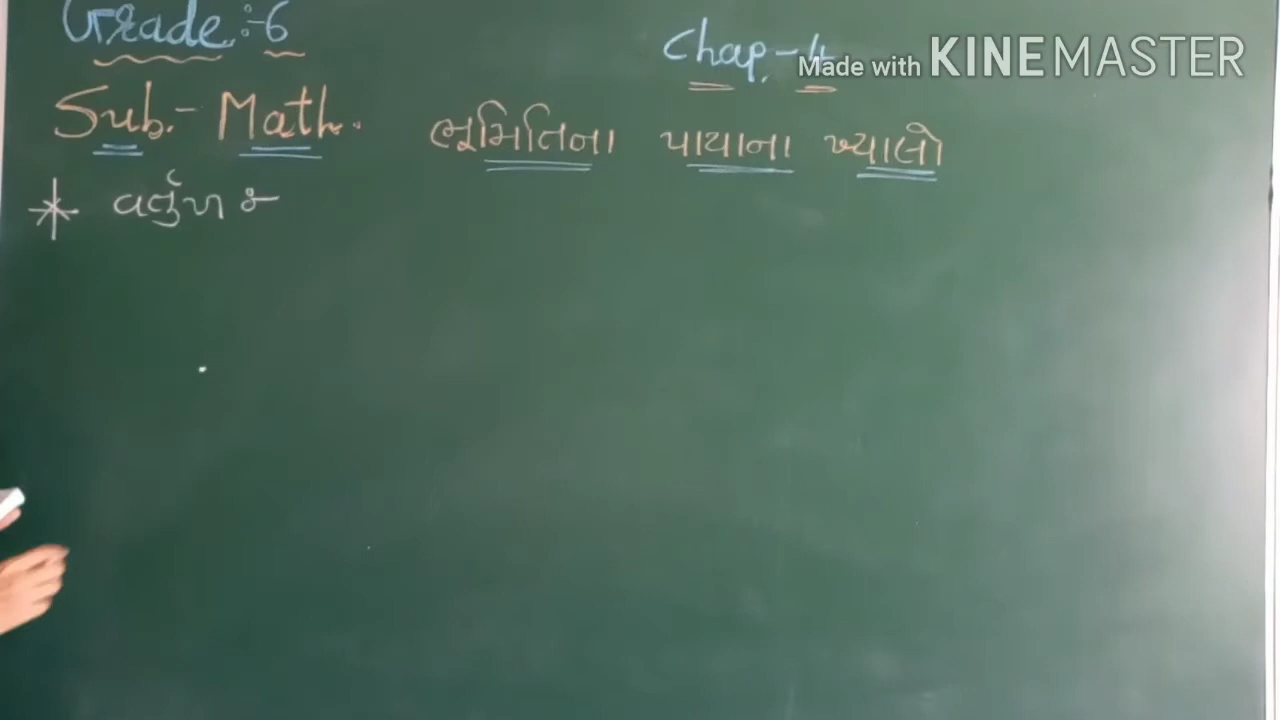 Grade :- 6
Chap. - 4
Made with KINEMASTER
Sub. - Math.
ભૂમિતિના પાયાના ખ્યાલો
* વર્તુળ :-